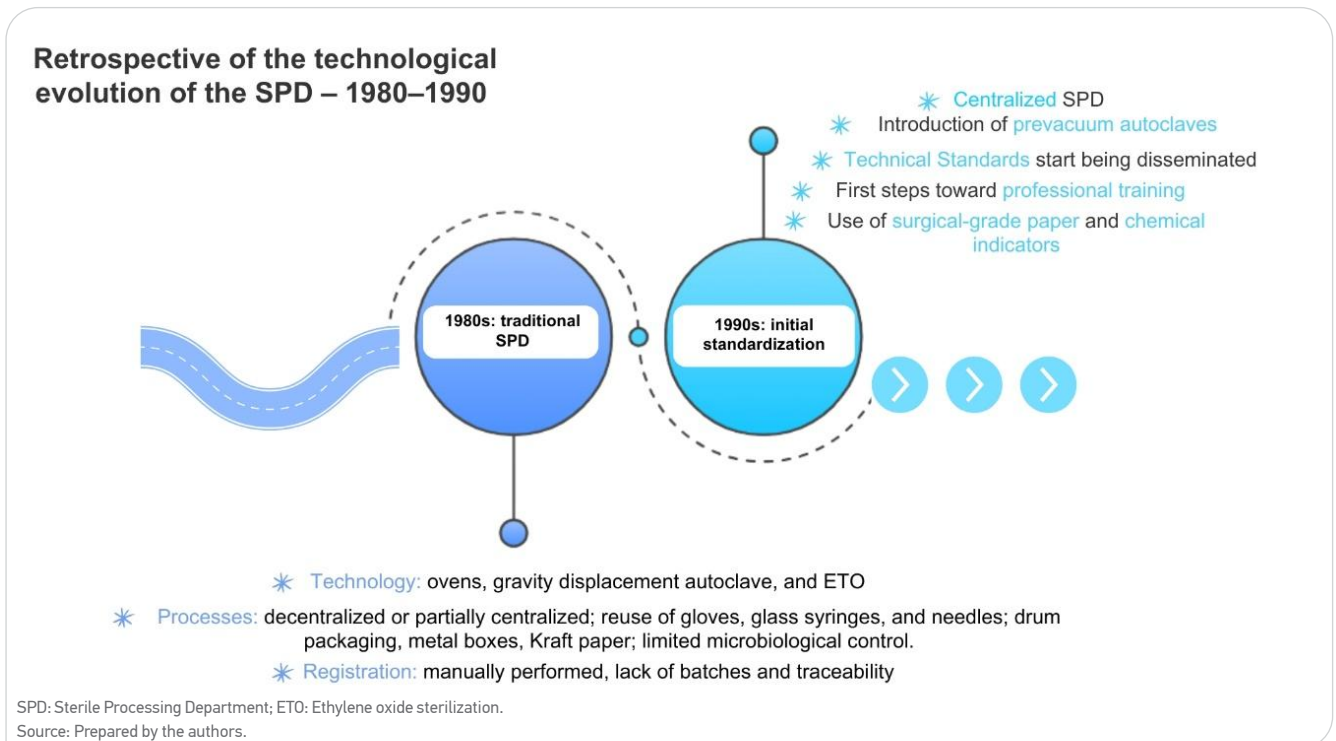 Retrospective of the technological
evolution of the SPD – 1980–1990
Centralized SPD
Introduction of prevacuum autoclaves
Technical Standards start being disseminated
First steps toward professional training
Use of surgical-grade paper and chemical
indicators
1980s: traditional
SPD
1990s: initial
standardization
Technology: ovens, gravity displacement autoclave, and ETO
Processes: decentralized or partially centralized; reuse of gloves, glass syringes, and needles; drum
packaging, metal boxes, Kraft paper; limited microbiological control.
Registration: manually performed, lack of batches and traceability
SPD: Sterile Processing Department; ETO: Ethylene oxide sterilization.
Source: Prepared by the authors.